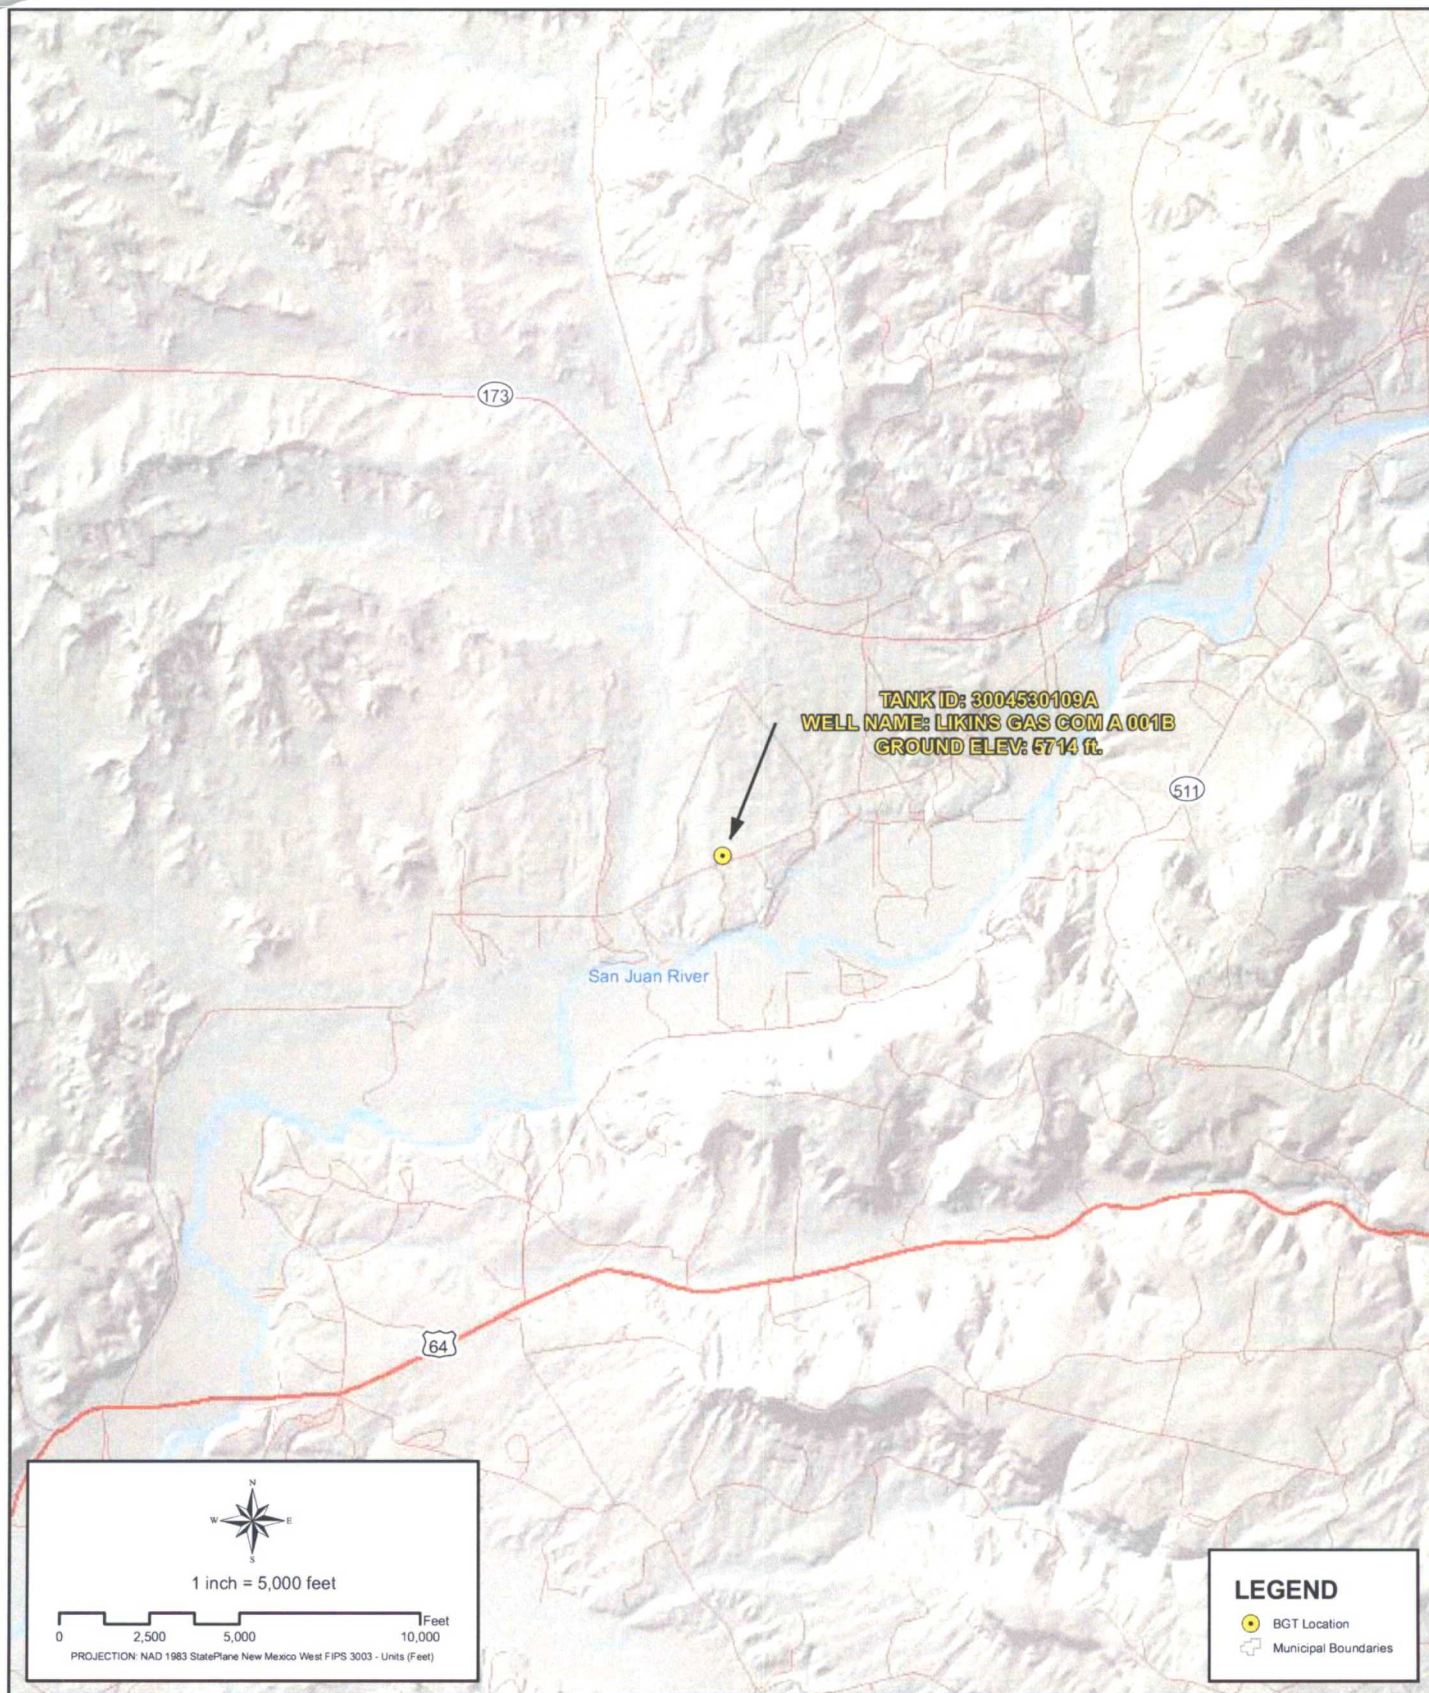 173
TANK ID: 3004530109A
WELL NAME: LIKINS GAS COM A 001B
GROUND ELEV: 5714 ft.
511
San Juan River
64
N
W E
S
1 inch = 5,000 feet
Feet
0 2,500 5,000 10,000
PROJECTION: NAD 1983 StatePlane New Mexico West FIPS 3003 - Units (Feet)
LEGEND
BGT Location
Municipal Boundaries